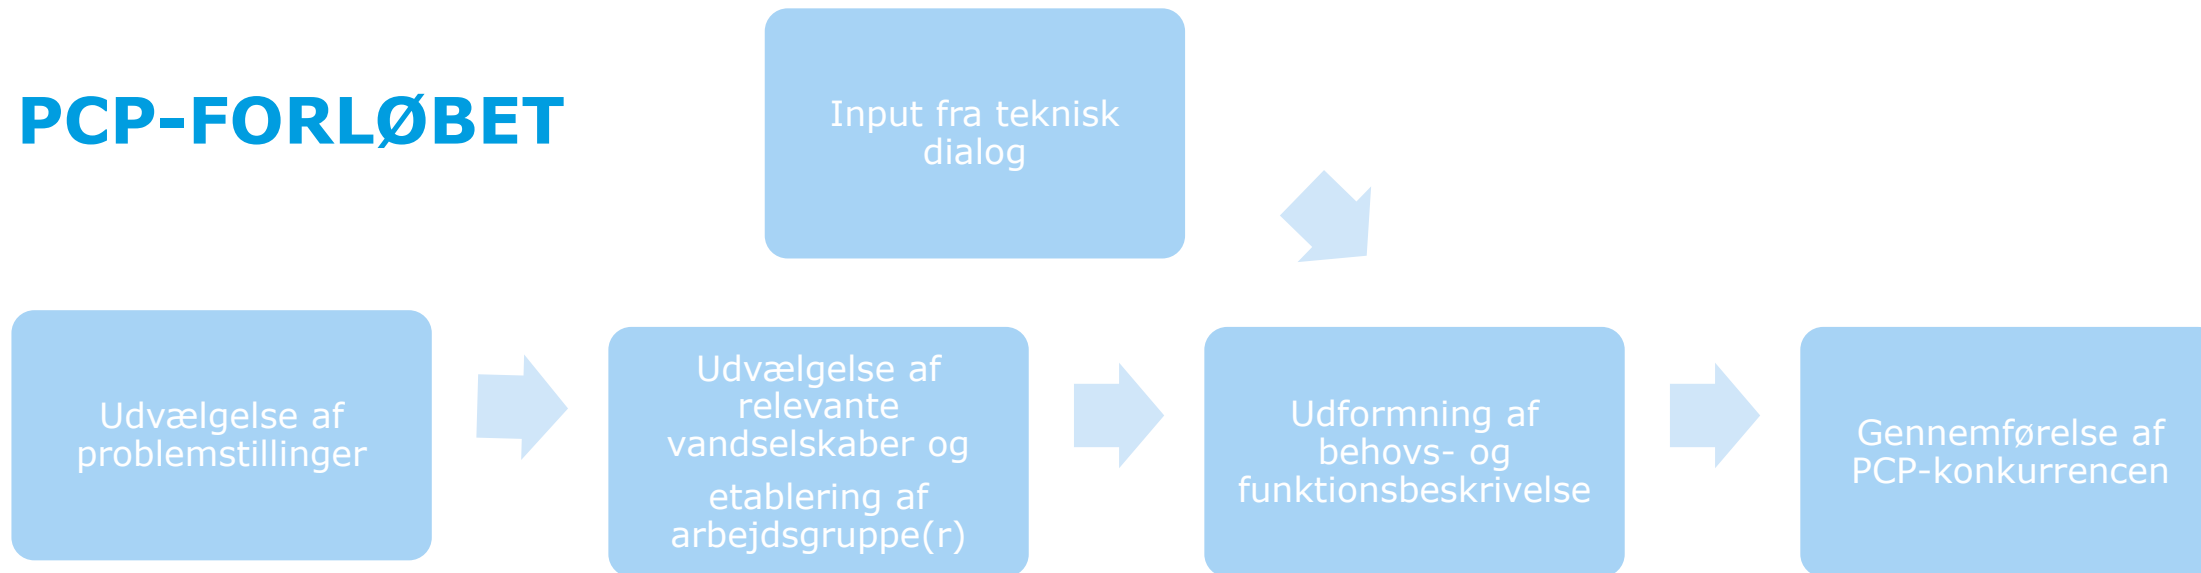 PCP-FORLØBET
Input fra teknisk
dialog
Udvælgelse af
problemstillinger
Udvælgelse af
relevante
vandselskaber og
etablering af
arbejdsgruppe(r)
Udformning af
behovs- og
funktionsbeskrivelse
Gennemførelse af
PCP-konkurrencen